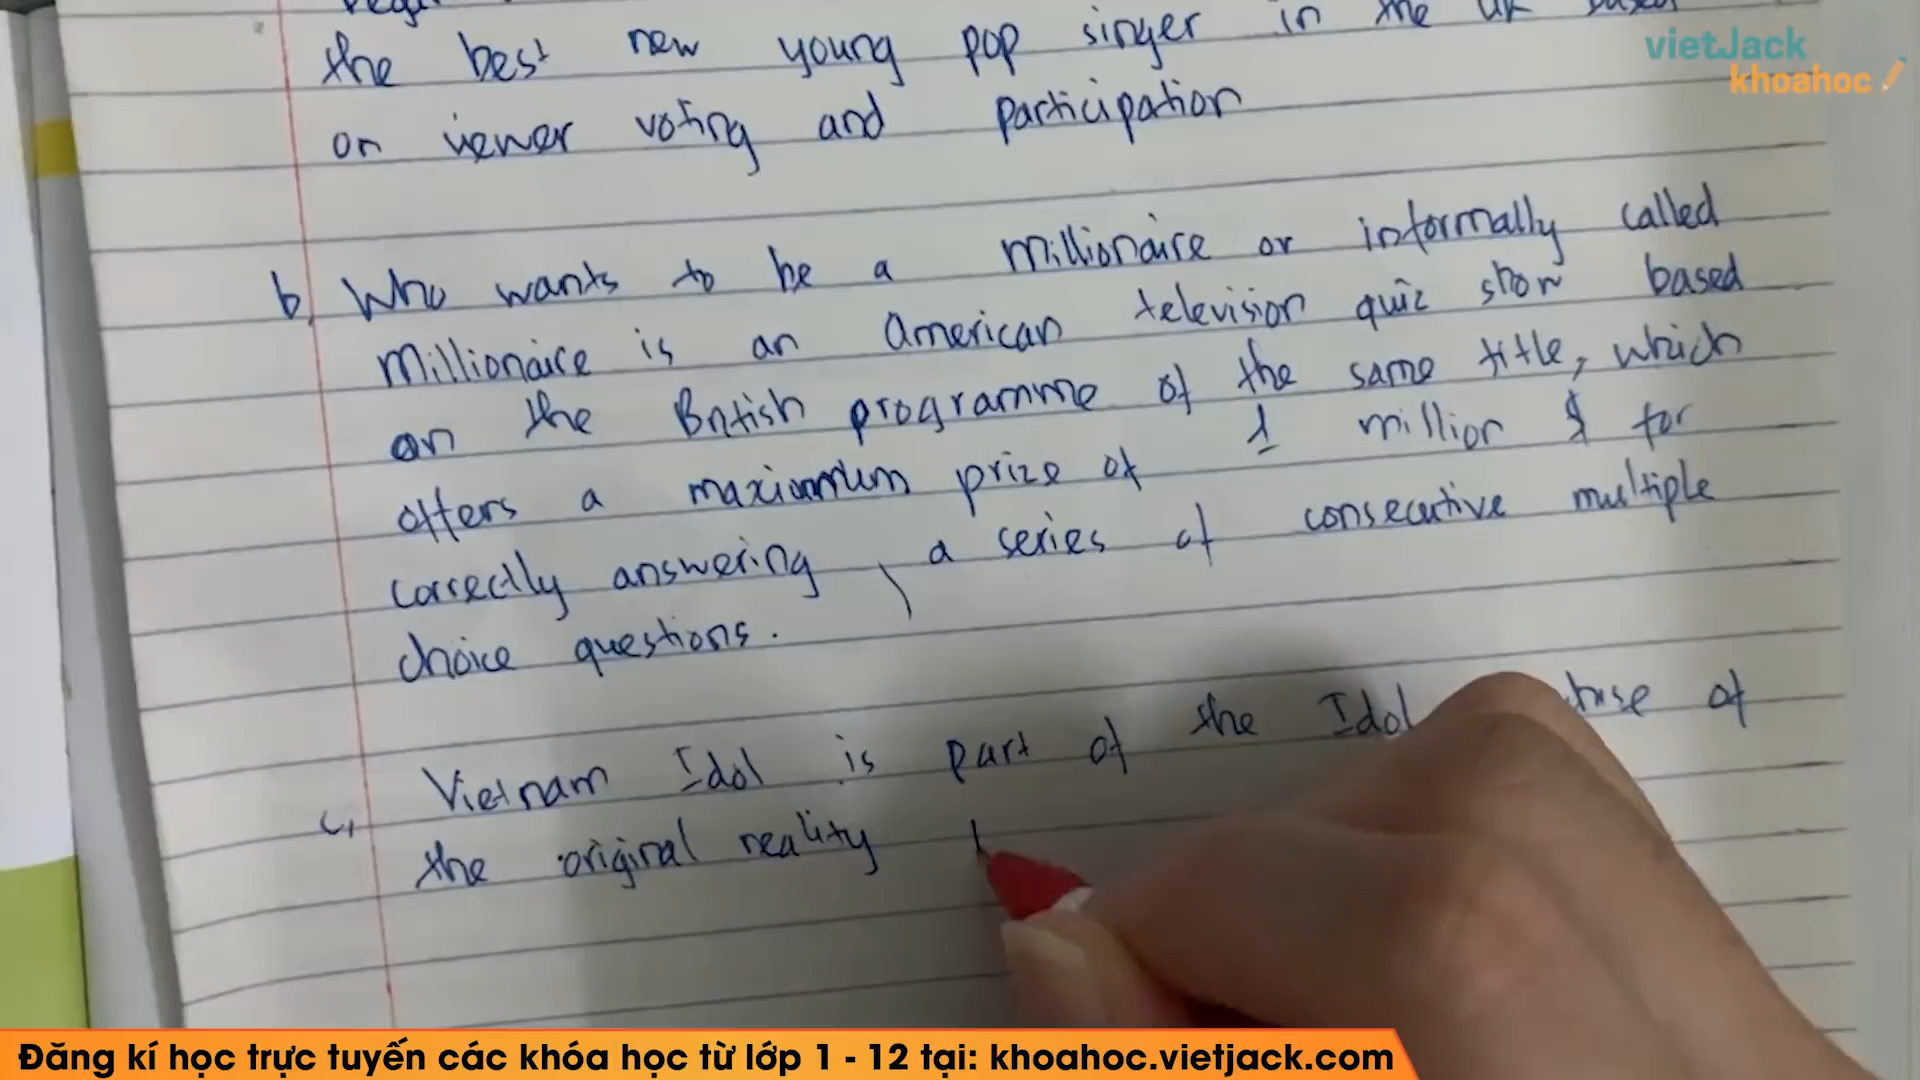 the best new young pop singer in the UK based
on viewer voting and participation
b, Who wants to be a Millionaire or informally called
Millionaire is an American television quiz show based
on the British programme of the same title, which
offers a maximum prize of 1 million $ for
correctly answering, a series of consecutive multiple
choice questions.
c, Vietnam Idol is part of the Idol of
the original reality
vietJack
khoahoc
Đăng kí học trực tuyến các khóa học từ lớp 1 - 12 tại: khoahoc.vietjack.com